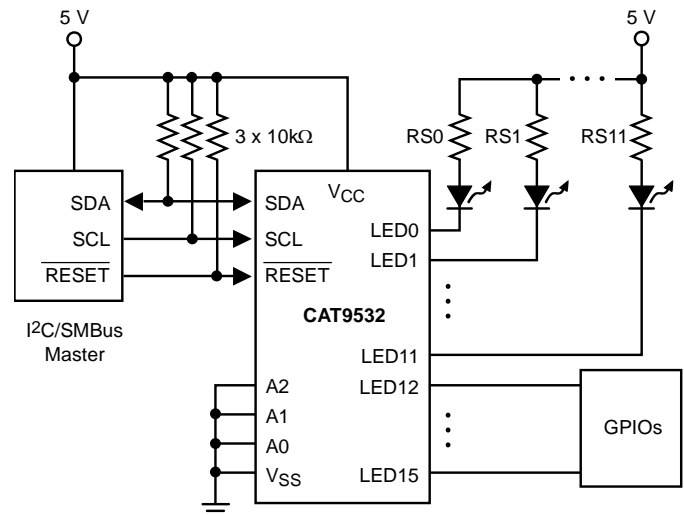 5 V
5 V
3 x 10kΩ
RS0
RS1
RS11
VCC
SDA
SDA
LED0
SCL
SCL
LED1
RESET
RESET
CAT9532
I2C/SMBus
Master
LED11
A2
LED12
A1
GPIOs
A0
VSS
LED15